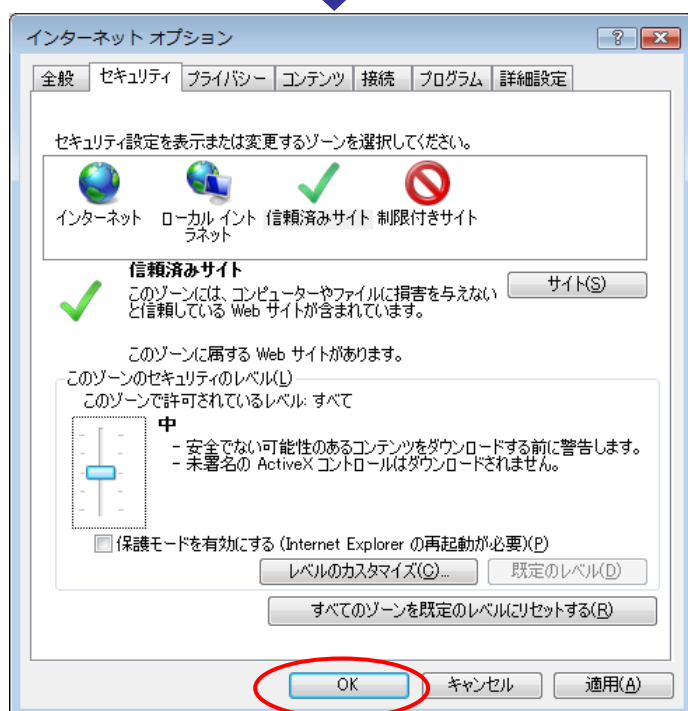 インターネット オプション
全般 セキュリティ プライバシー コンテンツ 接続 プログラム 詳細設定
セキュリティ設定を表示または変更するゾーンを選択してください。
インターネット ローカル イントラネット 信頼済みサイト 制限付きサイト
信頼済みサイト
サイト(S)
このゾーンには、コンピューターやファイルに損害を与えない
と信頼している Web サイトが含まれています。
このゾーンに属する Web サイトがあります。
このゾーンのセキュリティのレベル(L)
このゾーンで許可されているレベル: すべて
中
- 安全でない可能性のあるコンテンツをダウンロードする前に警告します。
- 未署名の ActiveX コントロールはダウンロードされません。
保護モードを有効にする (Internet Explorer の再起動が必要)(P)
レベルのカスタマイズ(C)... 既定のレベル(D)
すべてのゾーンを既定のレベルにリセットする(R)
OK キャンセル 適用(A)